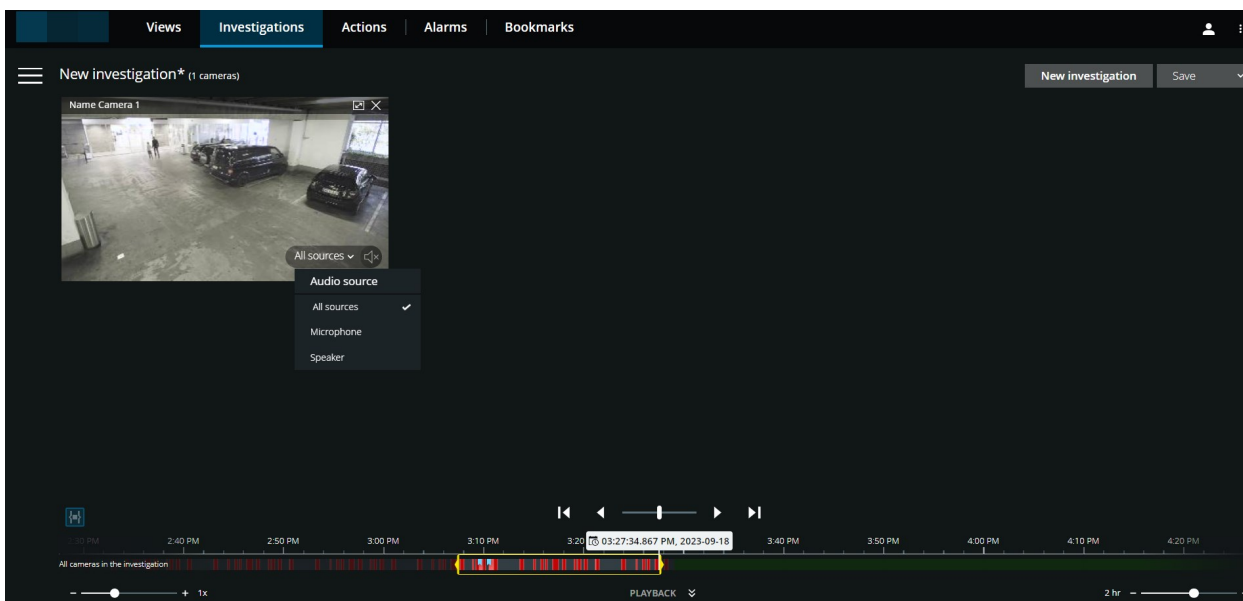 Views Investigations Actions Alarms Bookmarks
New investigation* (1 cameras)
New investigation Save
Name Camera 1
All sources
Audio source
All sources
Microphone
Speaker
2:30 PM 2:40 PM 2:50 PM 3:00 PM 3:10 PM 3:20 03:27:34.867 PM, 2023-09-18 3:40 PM 3:50 PM 4:00 PM 4:10 PM 4:20 PM
All cameras in the investigation
- + 1x PLAYBACK 2 hr -